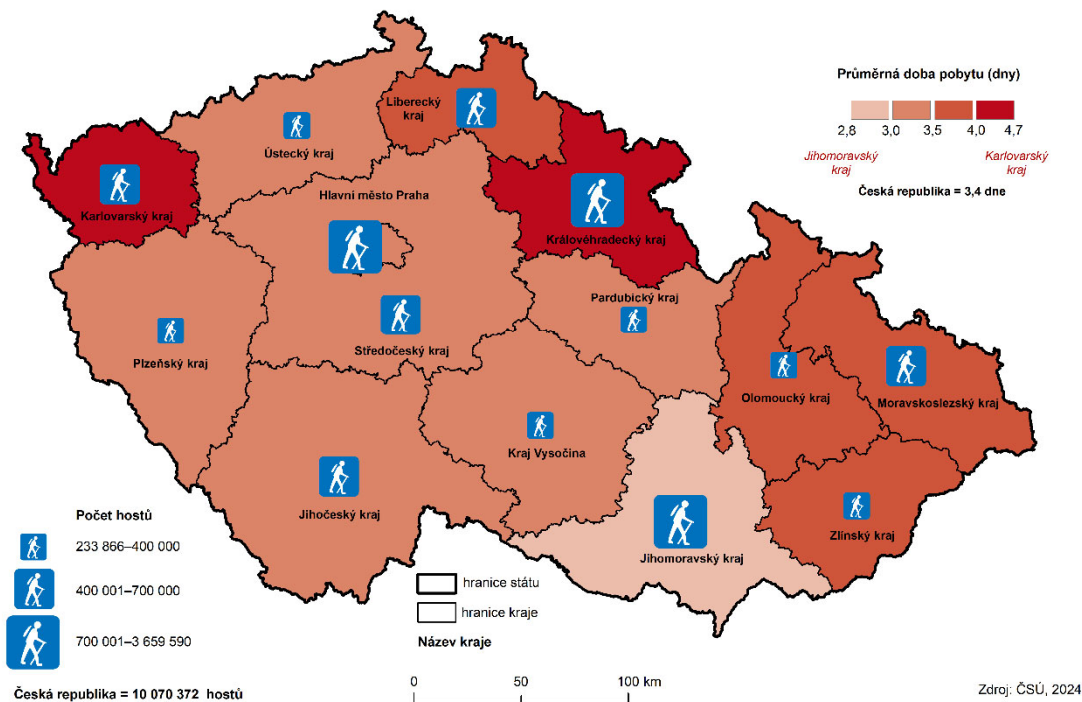 Liberecký
kraj
Ústecký kraj
Hlavní město Praha
Karlovarský kraj
Královéhradecký kraj
Pardubický kraj
Plzeňský kraj
Středočeský kraj
Olomoucký kraj
Moravskoslezský kraj
Kraj Vysočina
Jihočeský kraj
Zlínský kraj
Jihomoravský kraj
Průměrná doba pobytu (dny)
2,8 3,0 3,5 4,0 4,7
Jihomoravský
kraj
Karlovarský
kraj
Česká republika = 3,4 dne
Počet hostů
233 866–400 000
400 001–700 000
700 001–3 659 590
Česká republika = 10 070 372 hostů
hranice státu
hranice kraje
Název kraje
0 50 100 km
Zdroj: ČSÚ, 2024